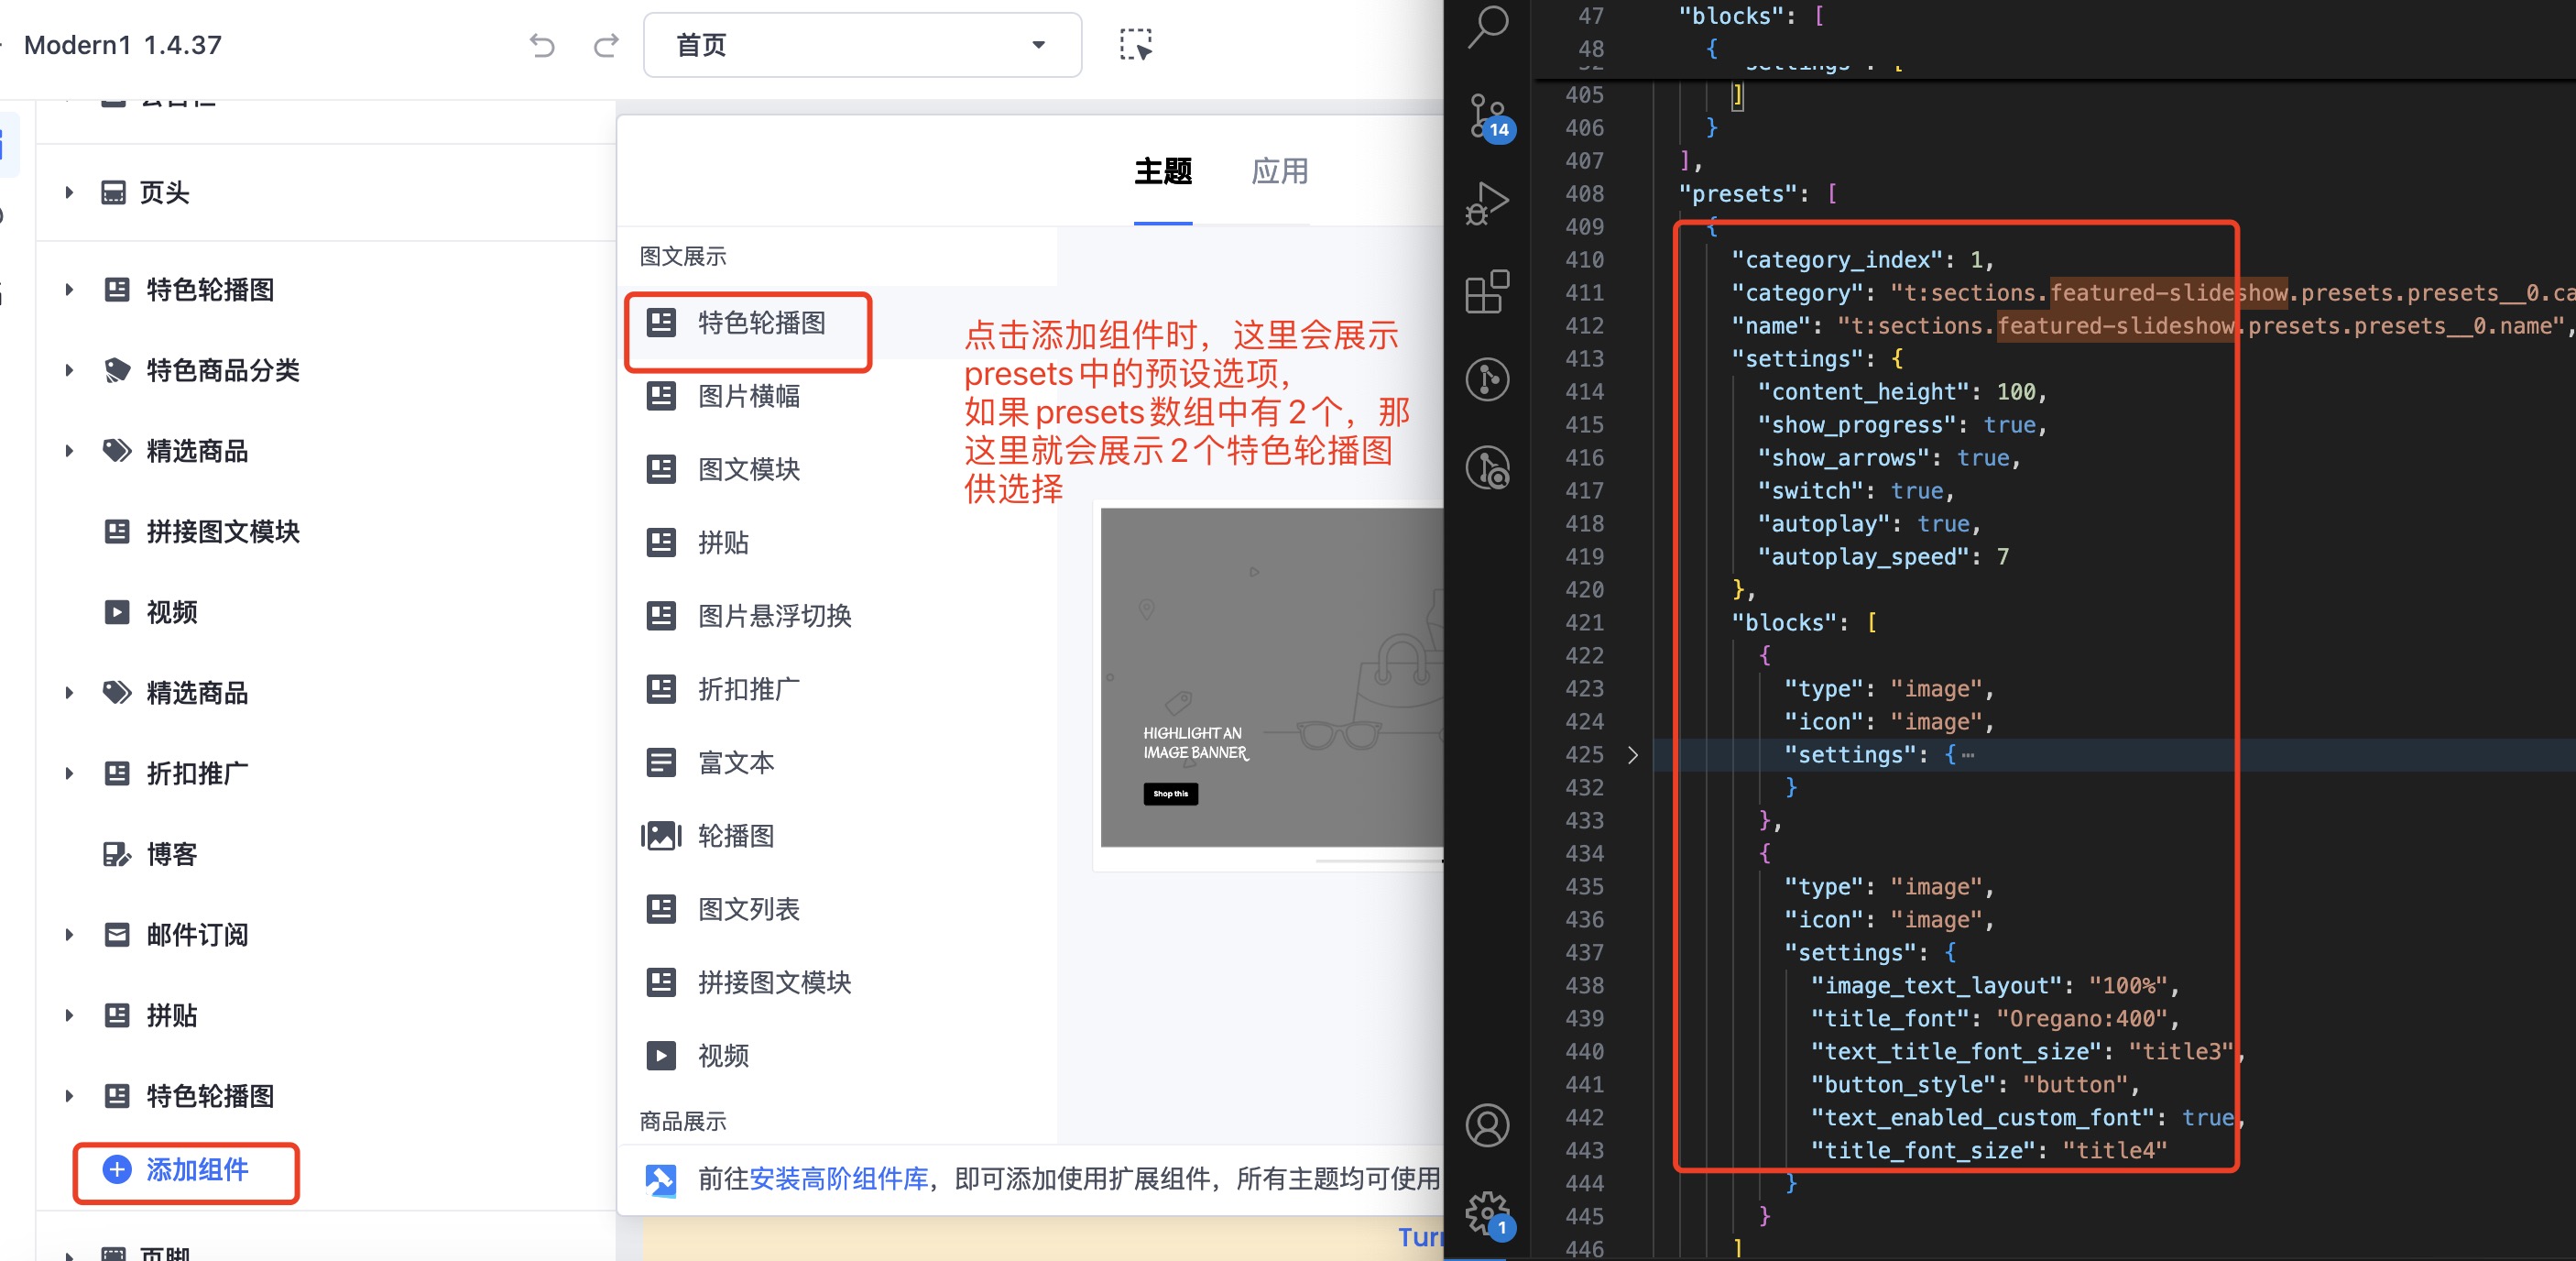 Modern1 1.4.37
首页
页头
特色轮播图
特色商品分类
精选商品
拼接图文模块
视频
精选商品
折扣推广
博客
邮件订阅
拼贴
特色轮播图
添加组件
页脚
主题
应用
图文展示
特色轮播图
图片横幅
图文模块
拼贴
图片悬浮切换
折扣推广
富文本
轮播图
图文列表
拼接图文模块
视频
商品展示
前往安装高阶组件库，即可添加使用扩展组件，所有主题均可使用
点击添加组件时，这里会展示
presets中的预设选项，
如果presets数组中有2个，那
这里就会展示2个特色轮播图
供选择
HIGHLIGHT AN
IMAGE BANNER
Shop this
14
1
47 "blocks": [
48 {
405 ]
406 }
407 ],
408 "presets": [
409 {
410 "category_index": 1,
411 "category": "t:sections.featured-slideshow.presets.presets__0.ca
412 "name": "t:sections.featured-slideshow.presets.presets__0.name",
413 "settings": {
414 "content_height": 100,
415 "show_progress": true,
416 "show_arrows": true,
417 "switch": true,
418 "autoplay": true,
419 "autoplay_speed": 7
420 },
421 "blocks": [
422 {
423 "type": "image",
424 "icon": "image",
425 "settings": {⋯
432 }
433 },
434 {
435 "type": "image",
436 "icon": "image",
437 "settings": {
438 "image_text_layout": "100%",
439 "title_font": "Oregano:400",
440 "text_title_font_size": "title3",
441 "button_style": "button",
442 "text_enabled_custom_font": true,
443 "title_font_size": "title4"
444 }
445 }
446 ]